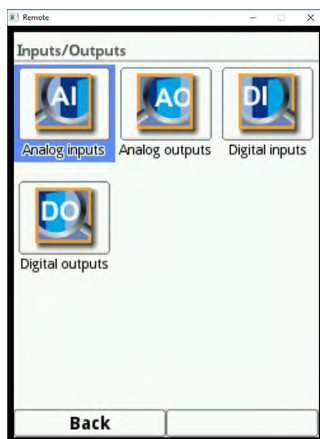 Remote
Inputs/Outputs
AI
AO
DI
Analog inputs
Analog outputs
Digital inputs
DO
Digital outputs
Back